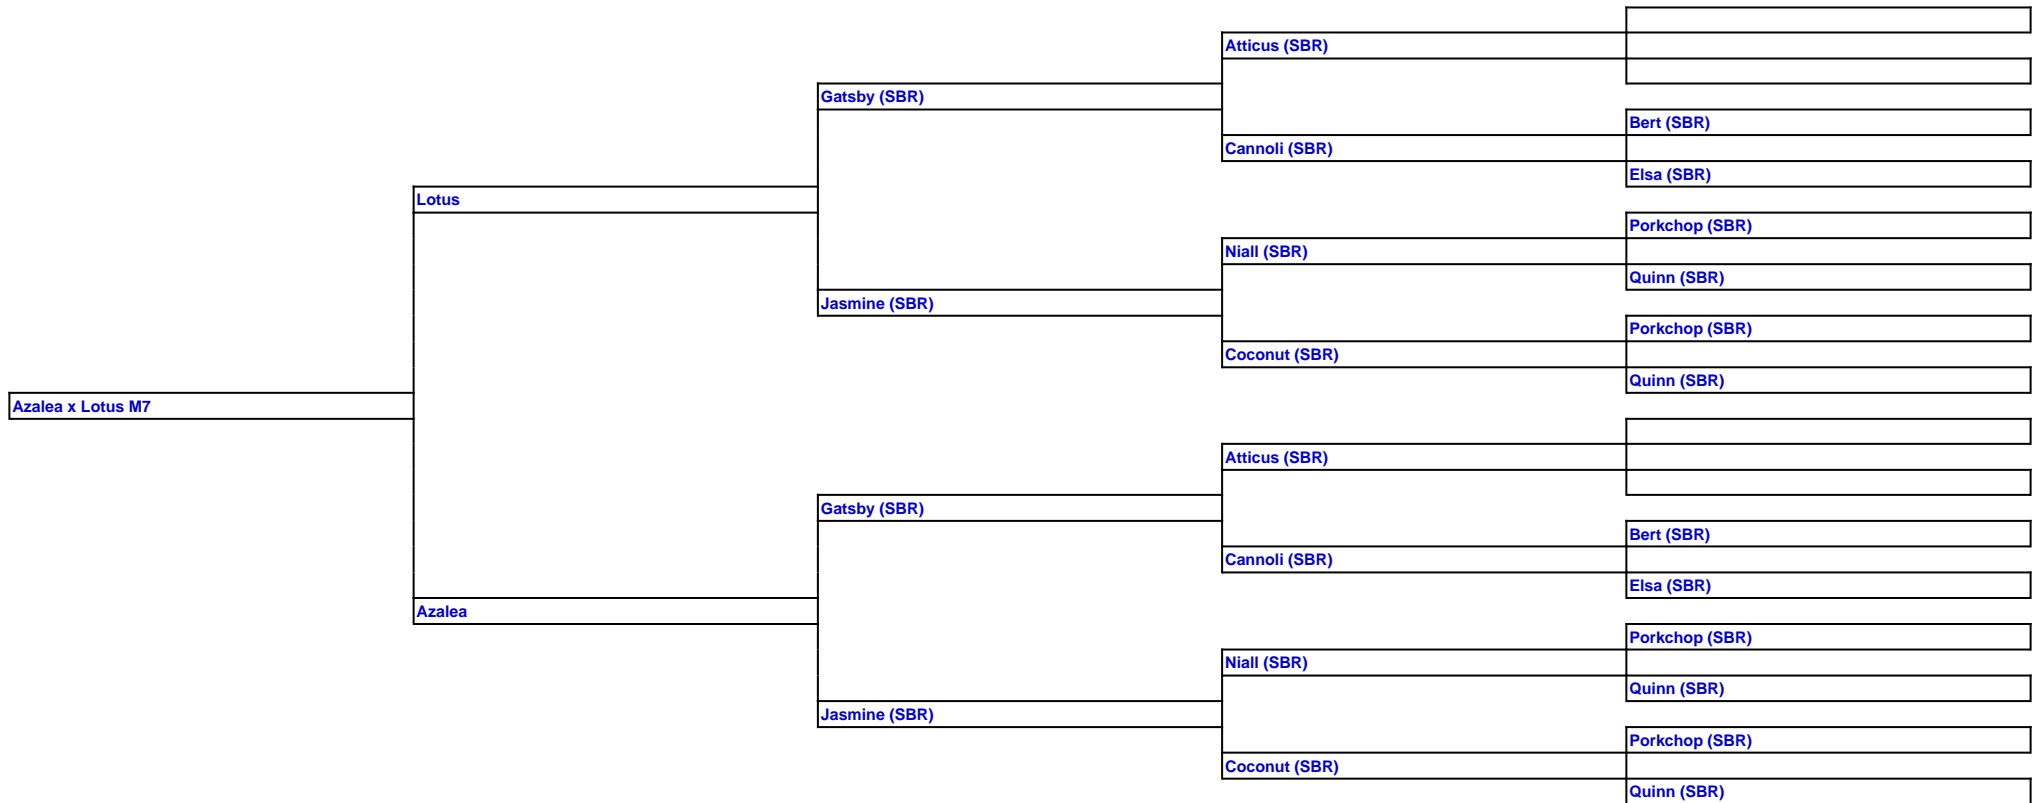 Atticus (SBR)
Gatsby (SBR)
Bert (SBR)
Cannoli (SBR)
Elsa (SBR)
Lotus
Porkchop (SBR)
Niall (SBR)
Quinn (SBR)
Jasmine (SBR)
Porkchop (SBR)
Coconut (SBR)
Quinn (SBR)
Azalea x Lotus M7
Atticus (SBR)
Gatsby (SBR)
Bert (SBR)
Cannoli (SBR)
Elsa (SBR)
Azalea
Porkchop (SBR)
Niall (SBR)
Quinn (SBR)
Jasmine (SBR)
Porkchop (SBR)
Coconut (SBR)
Quinn (SBR)